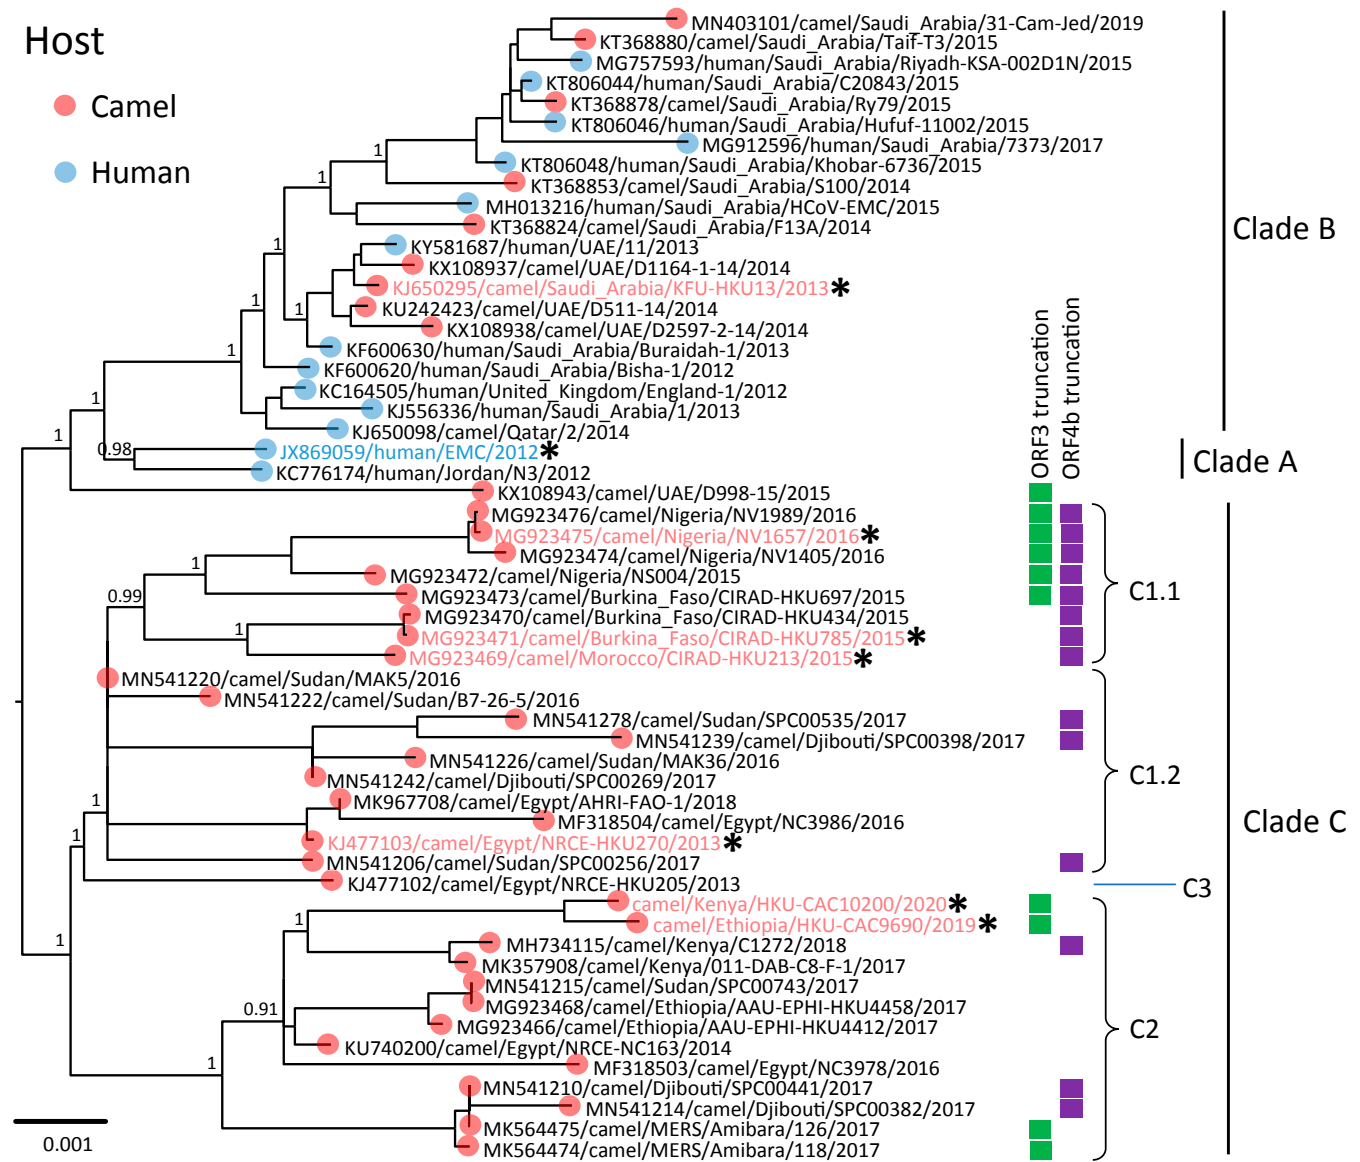 Host
Camel
Human
MN403101/camel/Saudi_Arabia/31-Cam-Jed/2019
KT368880/camel/Saudi_Arabia/Taif-T3/2015
MG757593/human/Saudi_Arabia/Riyadh-KSA-002D1N/2015
KT806044/human/Saudi_Arabia/C20843/2015
KT368878/camel/Saudi_Arabia/Ry79/2015
KT806046/human/Saudi_Arabia/Hufuf-11002/2015
MG912596/human/Saudi_Arabia/7373/2017
1
KT806048/human/Saudi_Arabia/Khobar-6736/2015
1
KT368853/camel/Saudi_Arabia/S100/2014
MH013216/human/Saudi_Arabia/HCoV-EMC/2015
KT368824/camel/Saudi_Arabia/F13A/2014
Clade B
1
KY581687/human/UAE/11/2013
KX108937/camel/UAE/D1164-1-14/2014
KJ650295/camel/Saudi_Arabia/KFU-HKU13/2013*
1
1
KU242423/camel/UAE/D511-14/2014
KX108938/camel/UAE/D2597-2-14/2014
1
KF600630/human/Saudi_Arabia/Buraidah-1/2013
KF600620/human/Saudi_Arabia/Bisha-1/2012
KC164505/human/United_Kingdom/England-1/2012
1
KJ556336/human/Saudi_Arabia/1/2013
KJ650098/camel/Qatar/2/2014
1
0.98
JX869059/human/EMC/2012*
KC776174/human/Jordan/N3/2012
Clade A
ORF3 truncation
ORF4b truncation
KX108943/camel/UAE/D998-15/2015
MG923476/camel/Nigeria/NV1989/2016
MG923475/camel/Nigeria/NV1657/2016*
MG923474/camel/Nigeria/NV1405/2016
1
MG923472/camel/Nigeria/NS004/2015
0.99
MG923473/camel/Burkina_Faso/CIRAD-HKU697/2015
C1.1
MG923470/camel/Burkina_Faso/CIRAD-HKU434/2015
1
MG923471/camel/Burkina_Faso/CIRAD-HKU785/2015*
MG923469/camel/Morocco/CIRAD-HKU213/2015*
MN541220/camel/Sudan/MAK5/2016
MN541222/camel/Sudan/B7-26-5/2016
MN541278/camel/Sudan/SPC00535/2017
MN541239/camel/Djibouti/SPC00398/2017
MN541226/camel/Sudan/MAK36/2016
C1.2
MN541242/camel/Djibouti/SPC00269/2017
1
MK967708/camel/Egypt/AHRI-FAO-1/2018
MF318504/camel/Egypt/NC3986/2016
Clade C
1
KJ477103/camel/Egypt/NRCE-HKU270/2013*
MN541206/camel/Sudan/SPC00256/2017
KJ477102/camel/Egypt/NRCE-HKU205/2013
C3
camel/Kenya/HKU-CAC10200/2020*
1
camel/Ethiopia/HKU-CAC9690/2019*
1
MH734115/camel/Kenya/C1272/2018
MK357908/camel/Kenya/011-DAB-C8-F-1/2017
MN541215/camel/Sudan/SPC00743/2017
0.91
MG923468/camel/Ethiopia/AAU-EPHI-HKU4458/2017
MG923466/camel/Ethiopia/AAU-EPHI-HKU4412/2017
C2
KU740200/camel/Egypt/NRCE-NC163/2014
1
MF318503/camel/Egypt/NC3978/2016
MN541210/camel/Djibouti/SPC00441/2017
MN541214/camel/Djibouti/SPC00382/2017
MK564475/camel/MERS/Amibara/126/2017
MK564474/camel/MERS/Amibara/118/2017
0.001